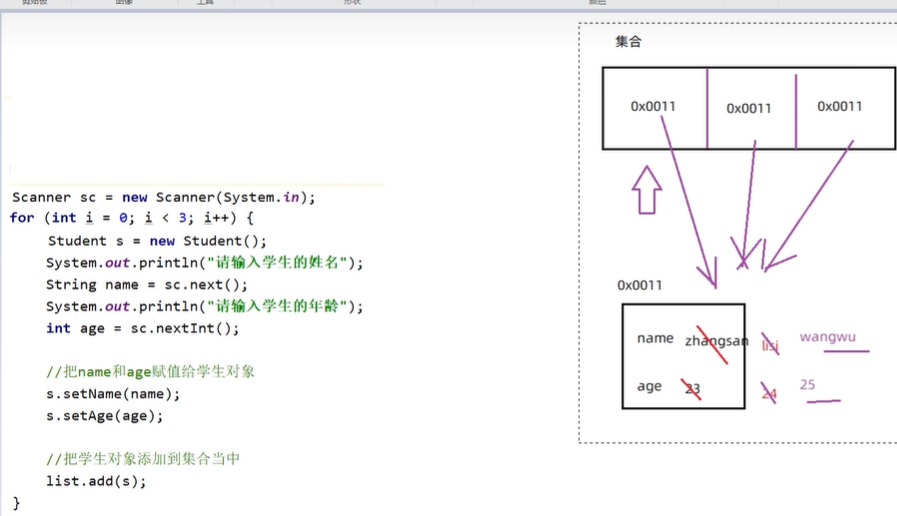 剪贴板 图像 工具 形状 颜色
集合
0x0011 0x0011 0x0011
Scanner sc = new Scanner(System.in);
for (int i = 0; i < 3; i++) {
Student s = new Student();
System.out.println("请输入学生的姓名");
String name = sc.next();
System.out.println("请输入学生的年龄");
int age = sc.nextInt();
//把name和age赋值给学生对象
s.setName(name);
s.setAge(age);
//把学生对象添加到集合当中
list.add(s);
}
0x0011
name zhangsan lisi wangwu
age 23 24 25